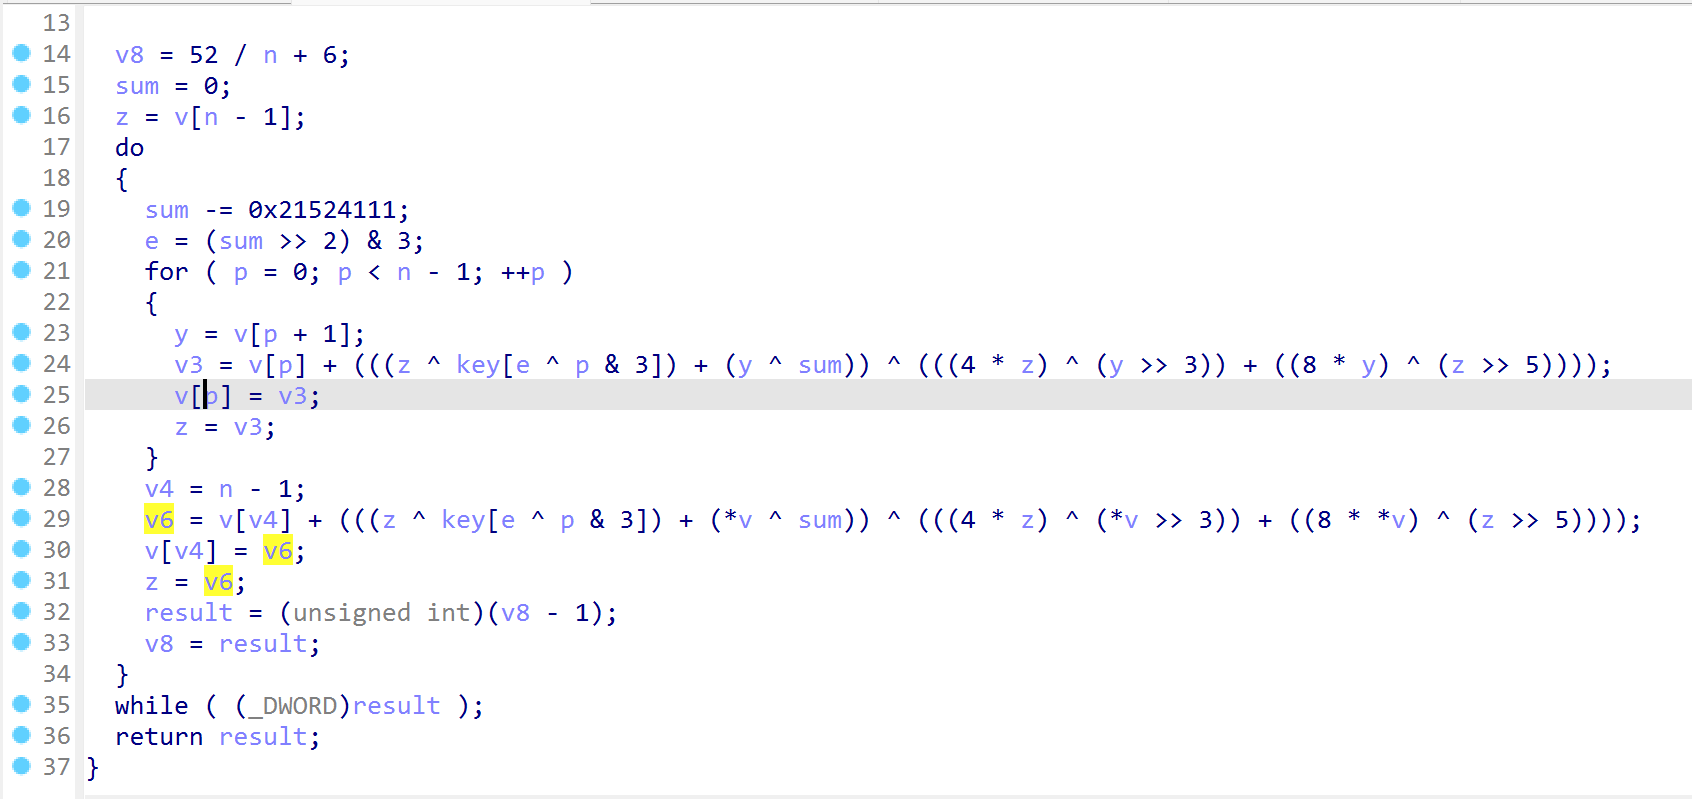 13
14 v8 = 52 / n + 6;
15 sum = 0;
16 z = v[n - 1];
17 do
18 {
19 sum -= 0x21524111;
20 e = (sum >> 2) & 3;
21 for ( p = 0; p < n - 1; ++p )
22 {
23 y = v[p + 1];
24 v3 = v[p] + (((z ^ key[e ^ p & 3]) + (y ^ sum)) ^ (((4 * z) ^ (y >> 3)) + ((8 * y) ^ (z >> 5))));
25 v[p] = v3;
26 z = v3;
27 }
28 v4 = n - 1;
29 v6 = v[v4] + (((z ^ key[e ^ p & 3]) + (*v ^ sum)) ^ (((4 * z) ^ (*v >> 3)) + ((8 * *v) ^ (z >> 5))));
30 v[v4] = v6;
31 z = v6;
32 result = (unsigned int)(v8 - 1);
33 v8 = result;
34 }
35 while ( (_DWORD)result );
36 return result;
37 }